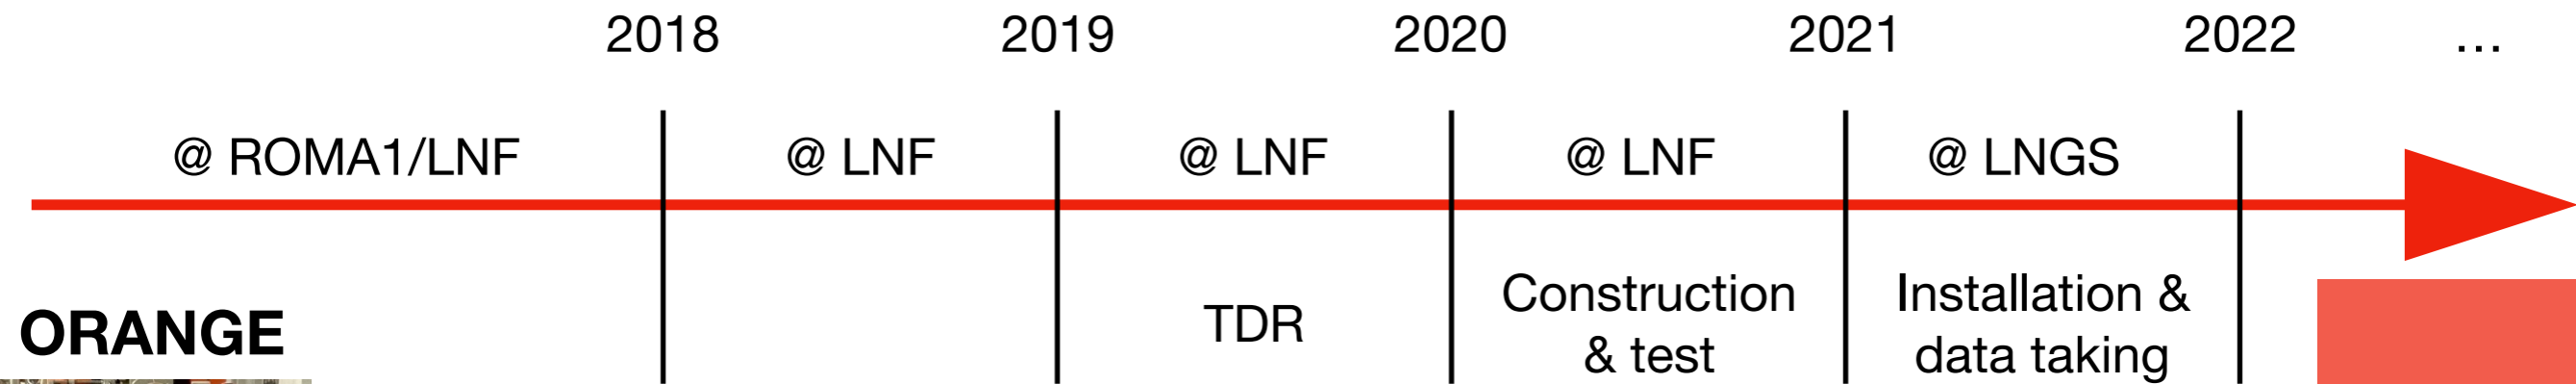 2018 2019 2020 2021 2022 …
@ ROMA1/LNF @ LNF @ LNF @ LNF @ LNGS
ORANGE
TDR
Construction
& test
Installation &
data taking